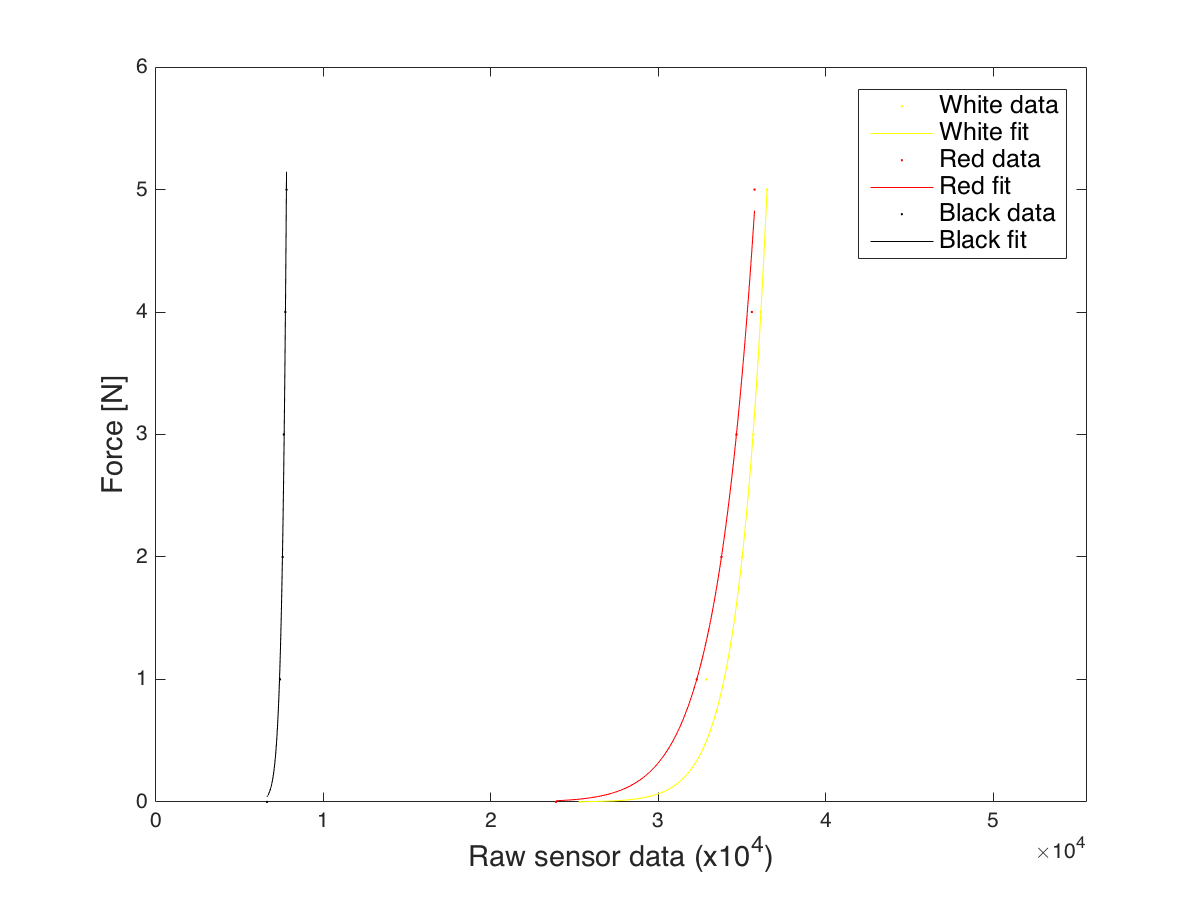 6
5
4
3
2
1
0
Force [N]
0
1
2
3
4
5
×10^4
Raw sensor data (x10^4)
White data
White fit
Red data
Red fit
Black data
Black fit